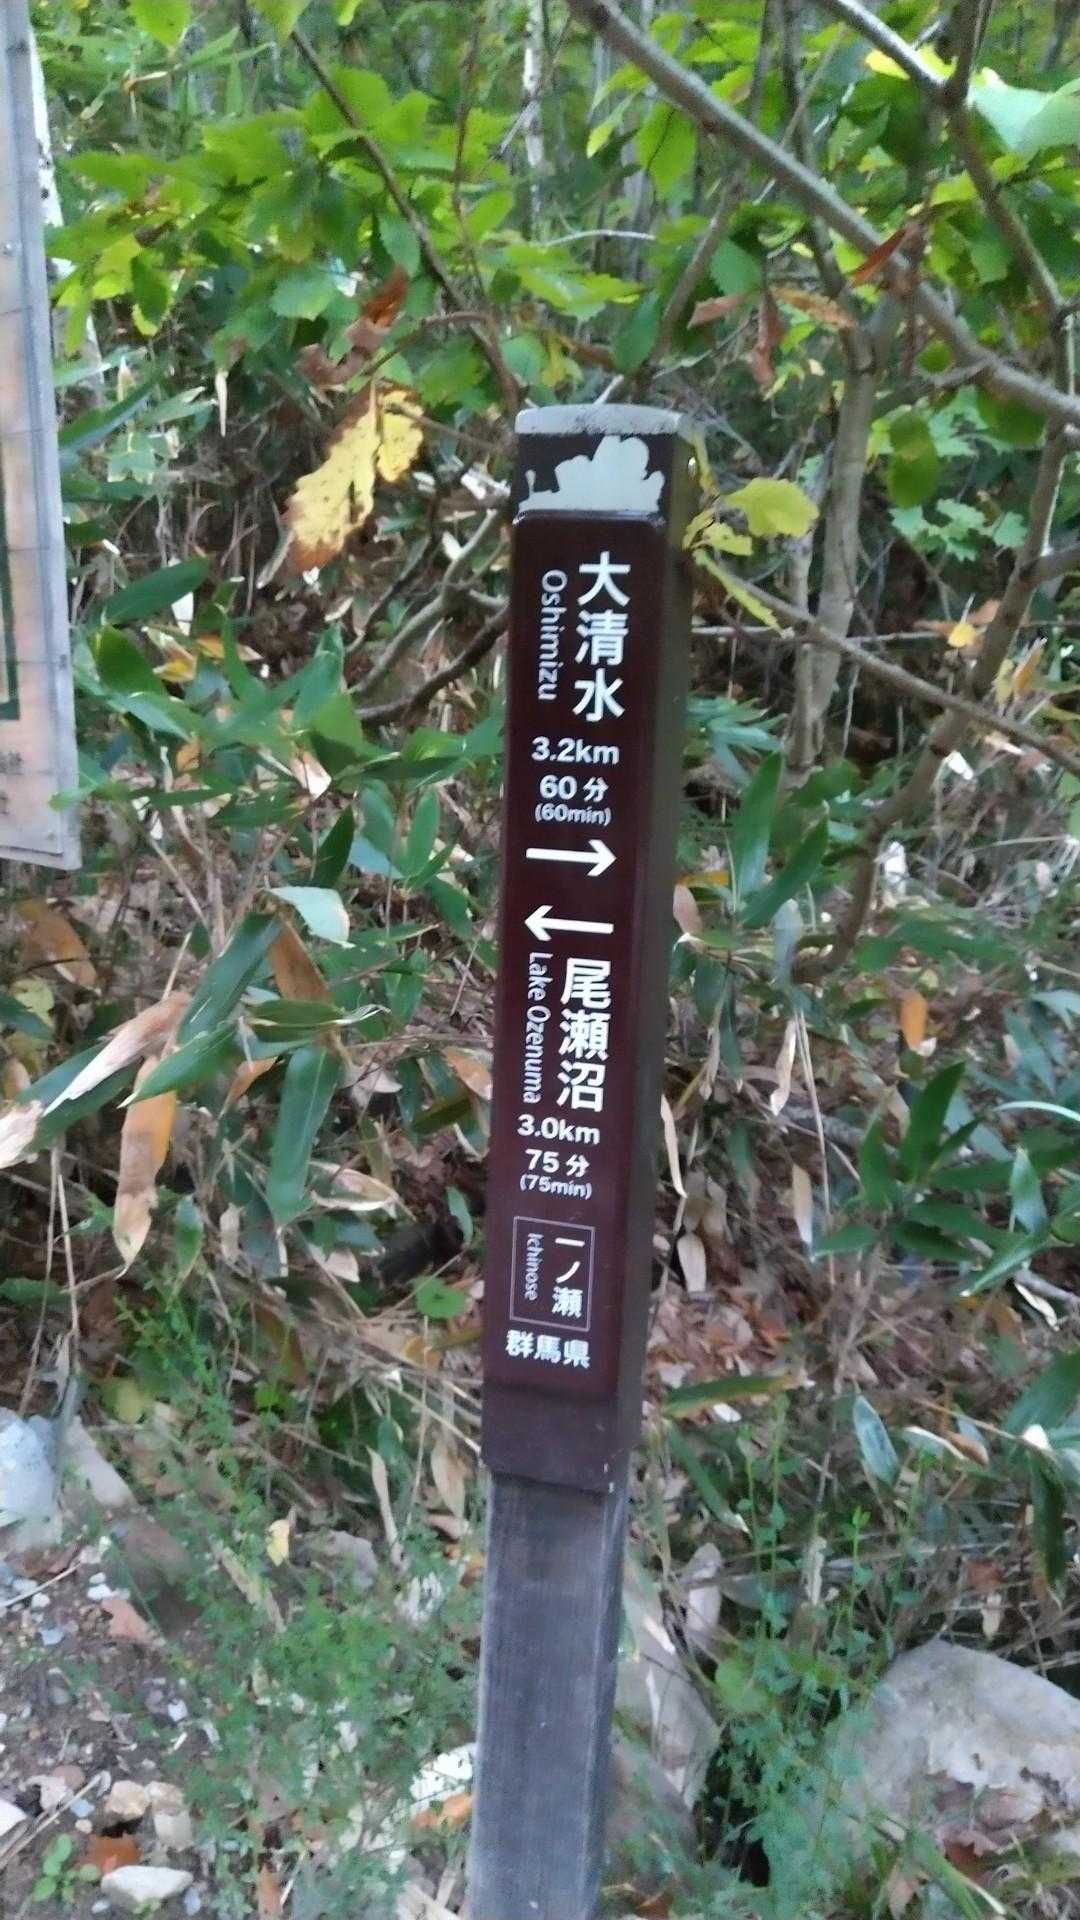 大清水
Oshimizu
3.2km
60分
(60min)
→
←
尾瀬沼
Lake Ozenuma
3.0km
75分
(75min)
一ノ瀬
Ichinose
群馬県